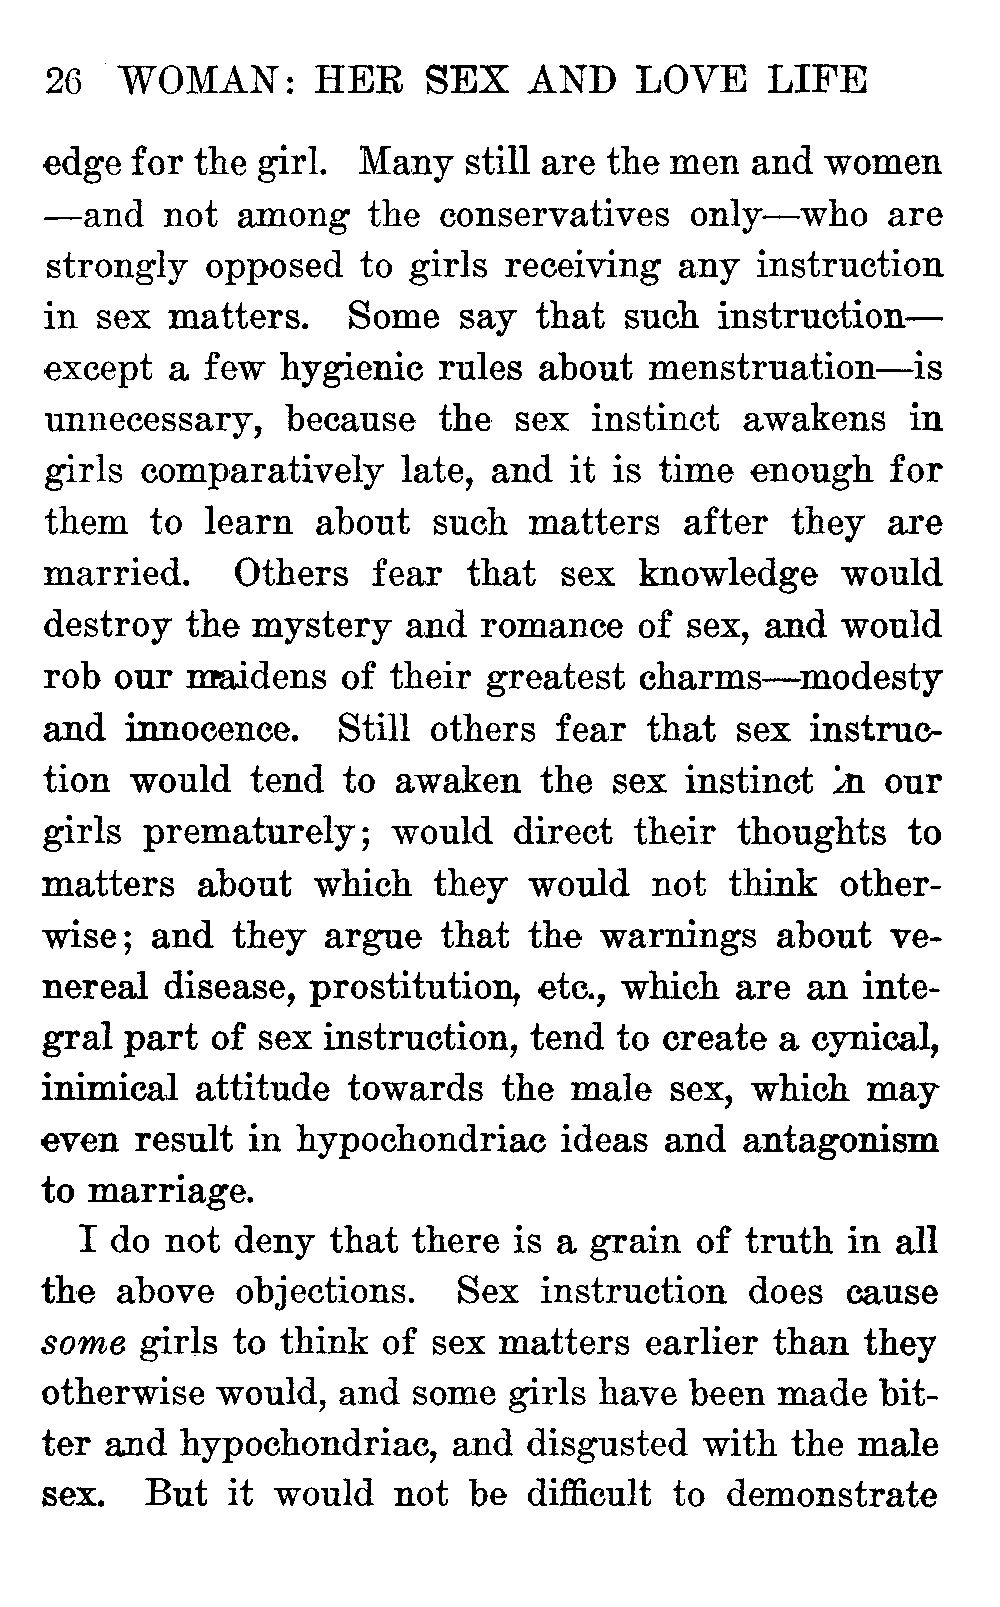 26 WOMAN: HER SEX AND LOVE LIFE
edge for the girl. Many still are the men and women
—and not among the conservatives only—who are
strongly opposed to girls receiving any instruction
in sex matters. Some say that such instruction—
except a few hygienic rules about menstruation—is
unnecessary, because the sex instinct awakens in
girls comparatively late, and it is time enough for
them to learn about such matters after they are
married. Others fear that sex knowledge would
destroy the mystery and romance of sex, and would
rob our maidens of their greatest charms—modesty
and innocence. Still others fear that sex instruc-
tion would tend to awaken the sex instinct in our
girls prematurely; would direct their thoughts to
matters about which they would not think other-
wise; and they argue that the warnings about ve-
nereal disease, prostitution, etc., which are an inte-
gral part of sex instruction, tend to create a cynical,
inimical attitude towards the male sex, which may
even result in hypochondriac ideas and antagonism
to marriage.
I do not deny that there is a grain of truth in all
the above objections. Sex instruction does cause
some girls to think of sex matters earlier than they
otherwise would, and some girls have been made bit-
ter and hypochondriac, and disgusted with the male
sex. But it would not be difficult to demonstrate